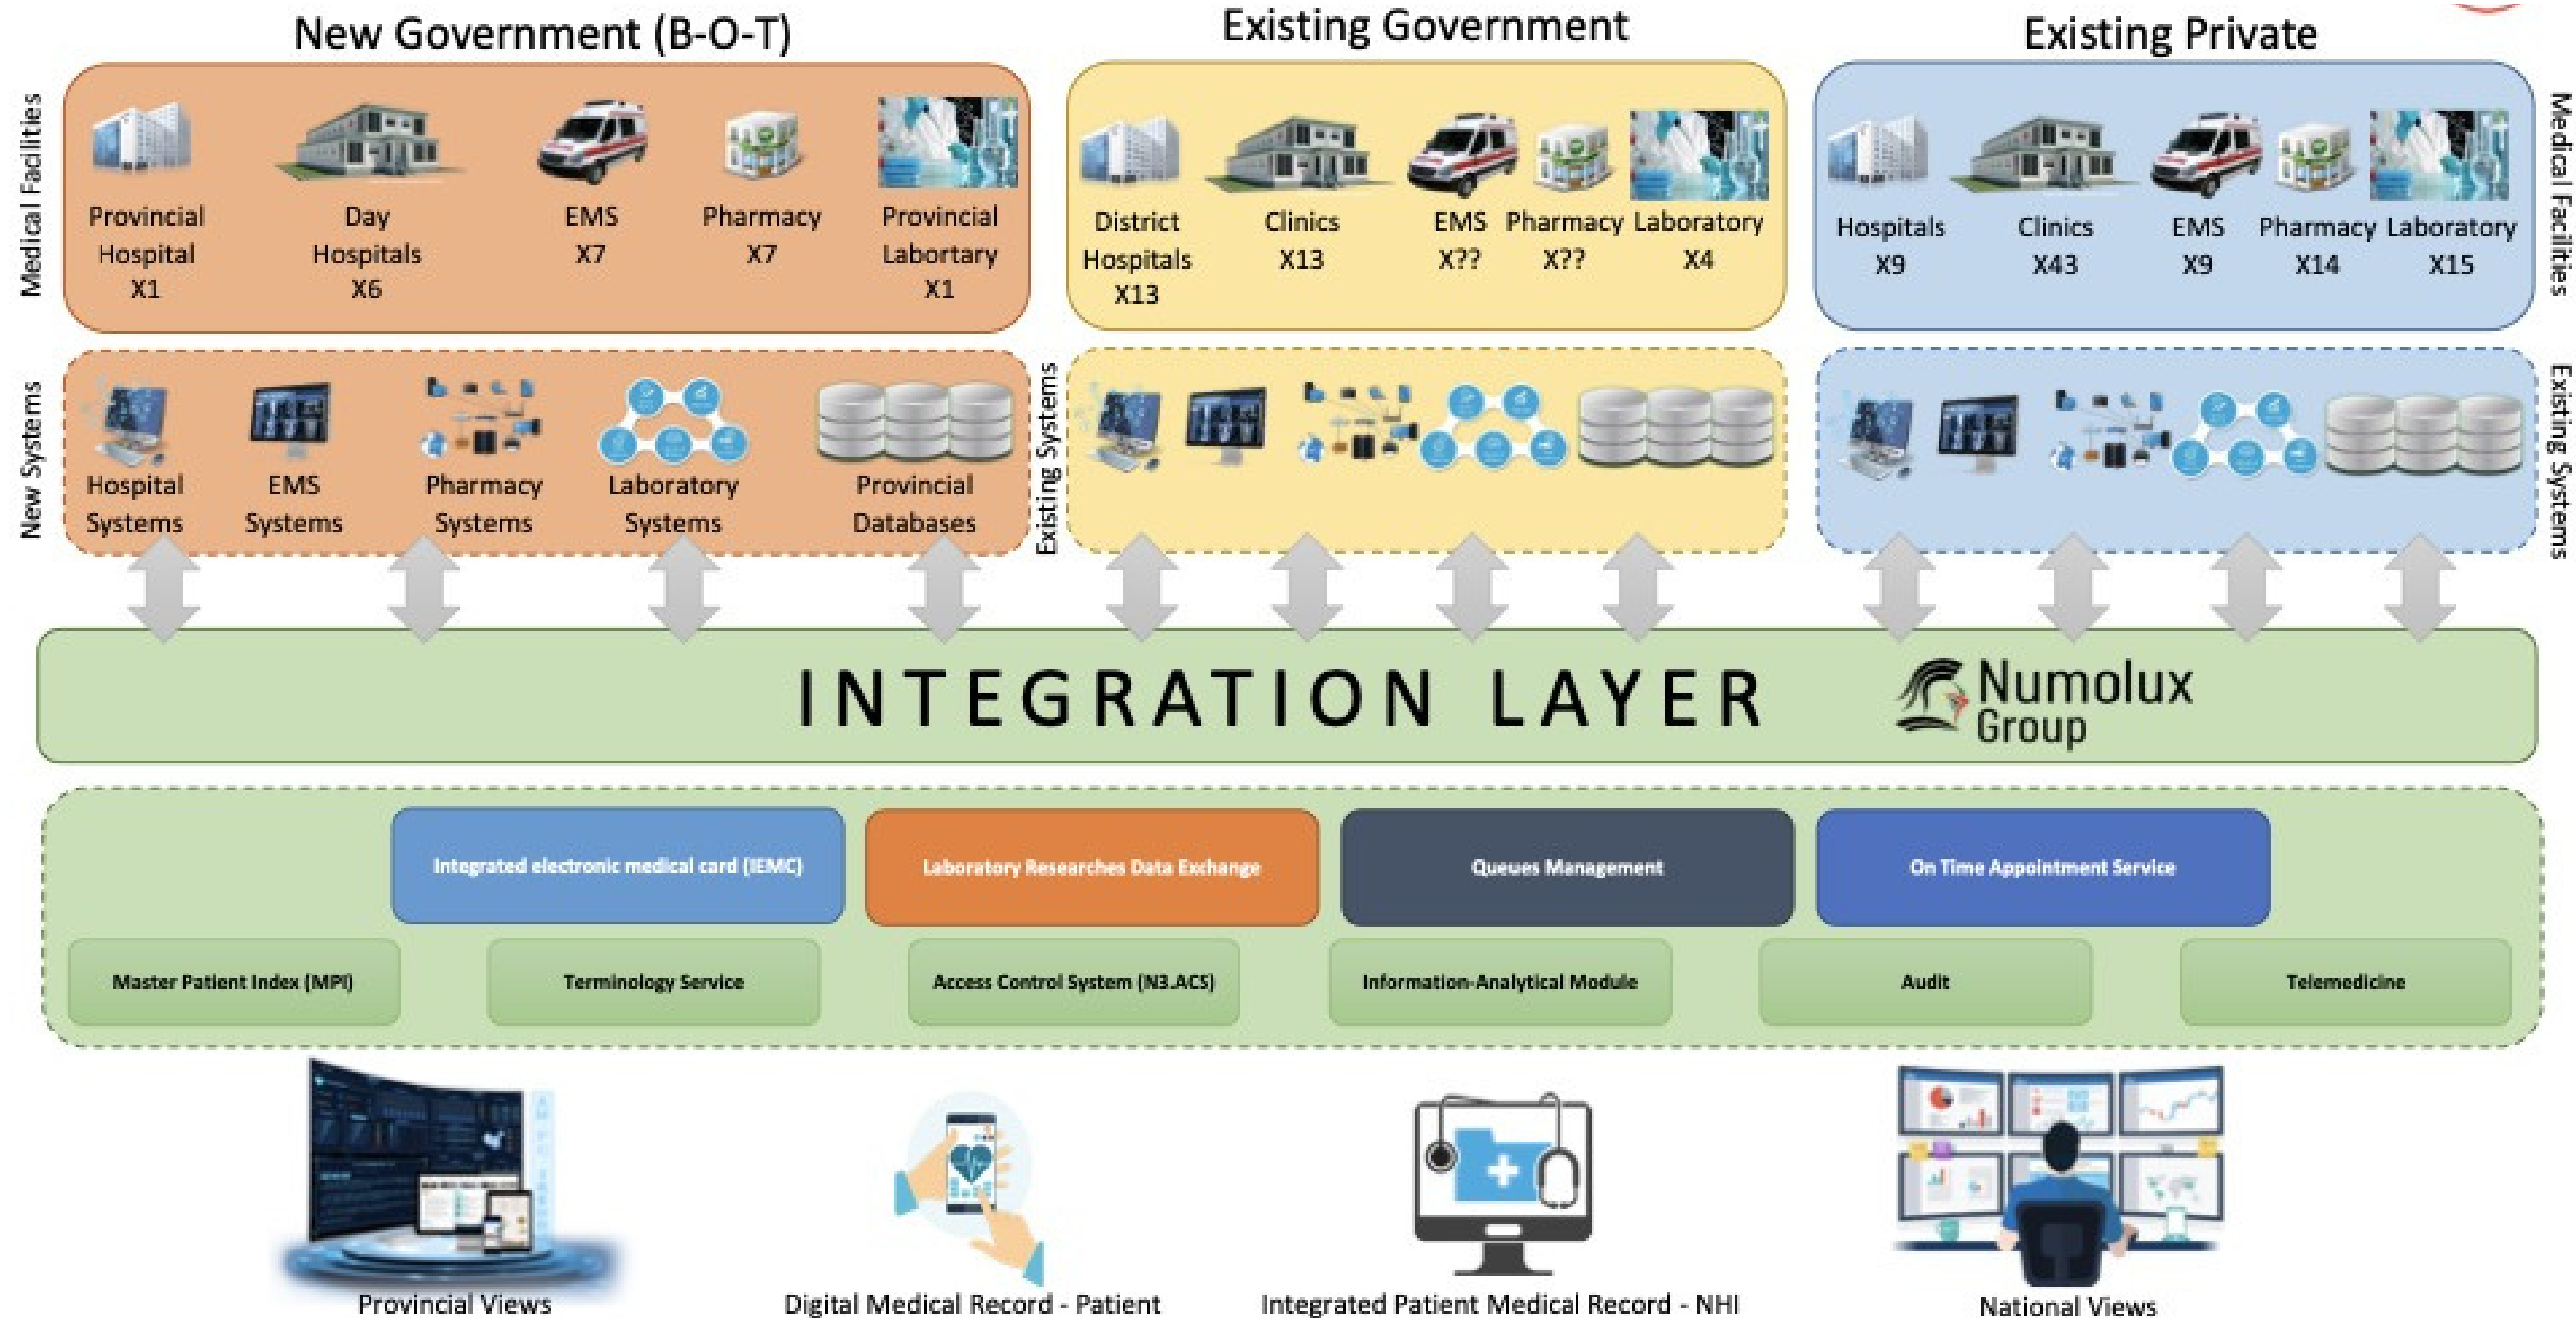 New Government (B-O-T)
Existing Government
Existing Private
Medical Facilities
Provincial
Hospital
X1
Day
Hospitals
X6
EMS
X7
Pharmacy
X7
Provincial
Labortary
X1
District
Hospitals
X13
Clinics
X13
EMS
X??
Pharmacy
X??
Laboratory
X4
Hospitals
X9
Clinics
X43
EMS
X9
Pharmacy
X14
Laboratory
X15
Medical Facilities
New Systems
Hospital
Systems
EMS
Systems
Pharmacy
Systems
Laboratory
Systems
Provincial
Databases
Existing Systems
Existing Systems
INTEGRATION LAYER
Numolux
Group
Integrated electronic medical card (IEMC)
Laboratory Researches Data Exchange
Queues Management
On Time Appointment Service
Master Patient Index (MPI)
Terminology Service
Access Control System (N3.ACS)
Information-Analytical Module
Audit
Telemedicine
Provincial Views
Digital Medical Record - Patient
Integrated Patient Medical Record - NHI
National Views